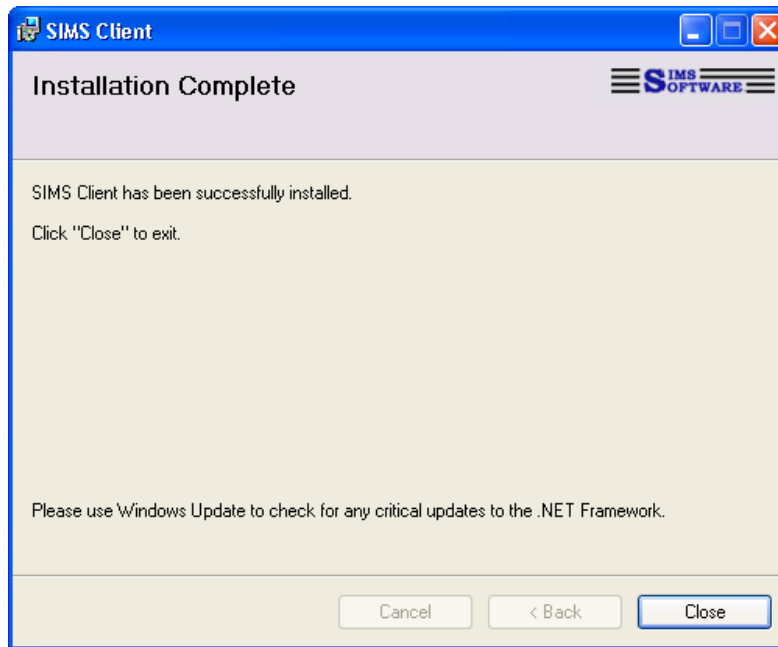 SIMS Client
Installation Complete
SIMS
SOFTWARE
SIMS Client has been successfully installed.
Click "Close" to exit.
Please use Windows Update to check for any critical updates to the .NET Framework.
Cancel
< Back
Close